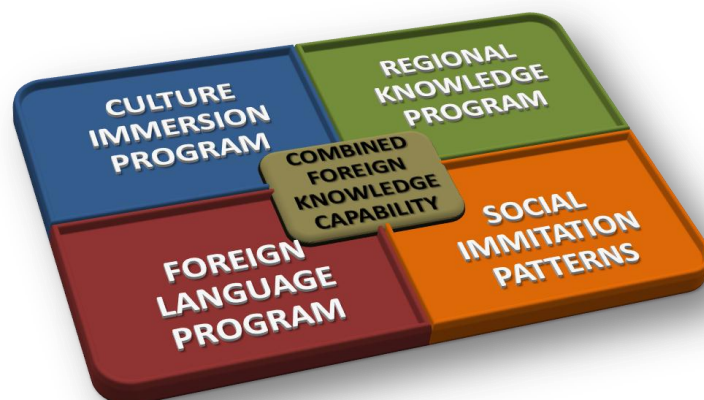 CULTURE
IMMERSION
PROGRAM
REGIONAL
KNOWLEDGE
PROGRAM
COMBINED
FOREIGN
KNOWLEDGE
CAPABILITY
FOREIGN
LANGUAGE
PROGRAM
SOCIAL
IMMITATION
PATTERNS